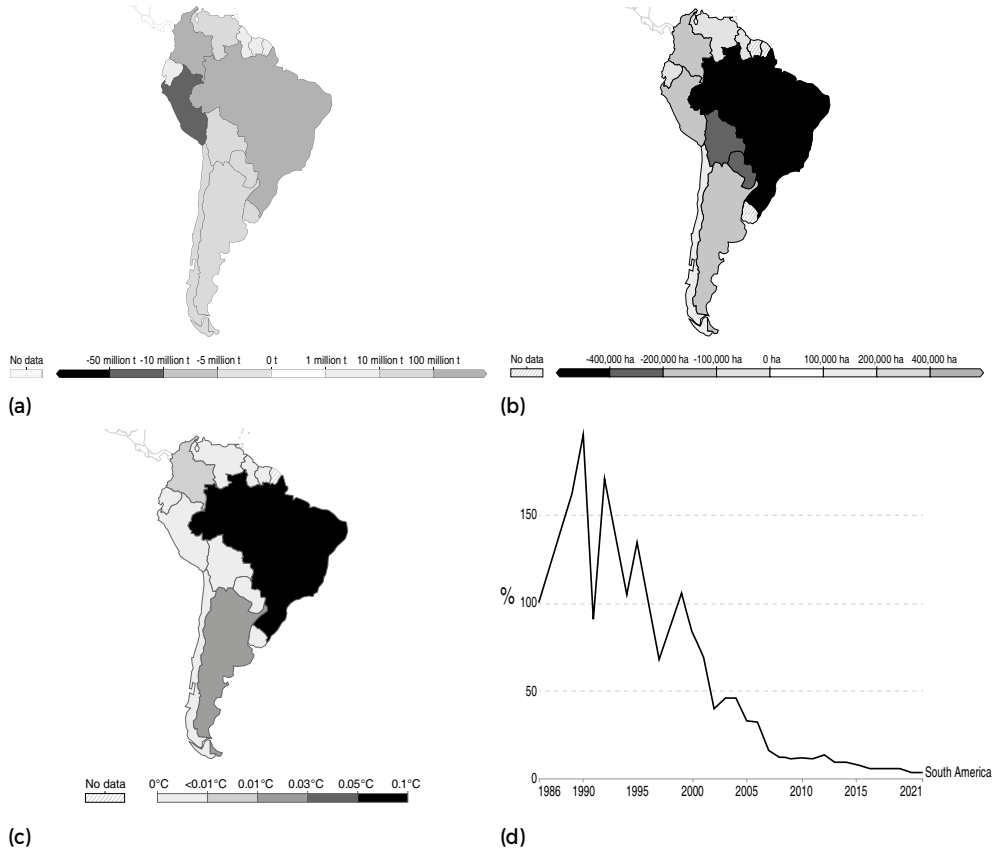 No data -50 million t -10 million t -5 million t 0 t 1 million t 10 million t 100 million t
(a)
No data -400,000 ha -200,000 ha -100,000 ha 0 ha 100,000 ha 200,000 ha 400,000 ha
(b)
No data 0°C <0.01°C 0.01°C 0.03°C 0.05°C 0.1°C
(c)
150
% 100
50
0
South America
1986 1990 1995 2000 2005 2010 2015 2021
(d)